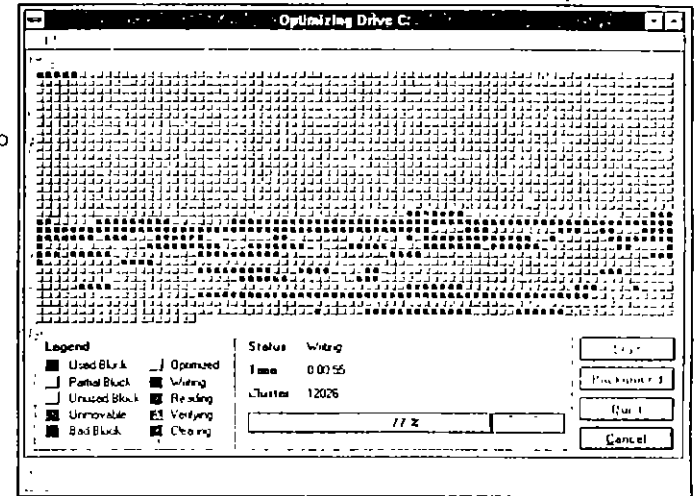 Optimizing Drive C:
Legend
Used Block
Optimized
Partial Block
Writing
Unused Block
Reading
Unmovable
Verifying
Bad Block
Clearing
Status Writing
Time 0:00:55
Cluster 12026
77 %
Cancel